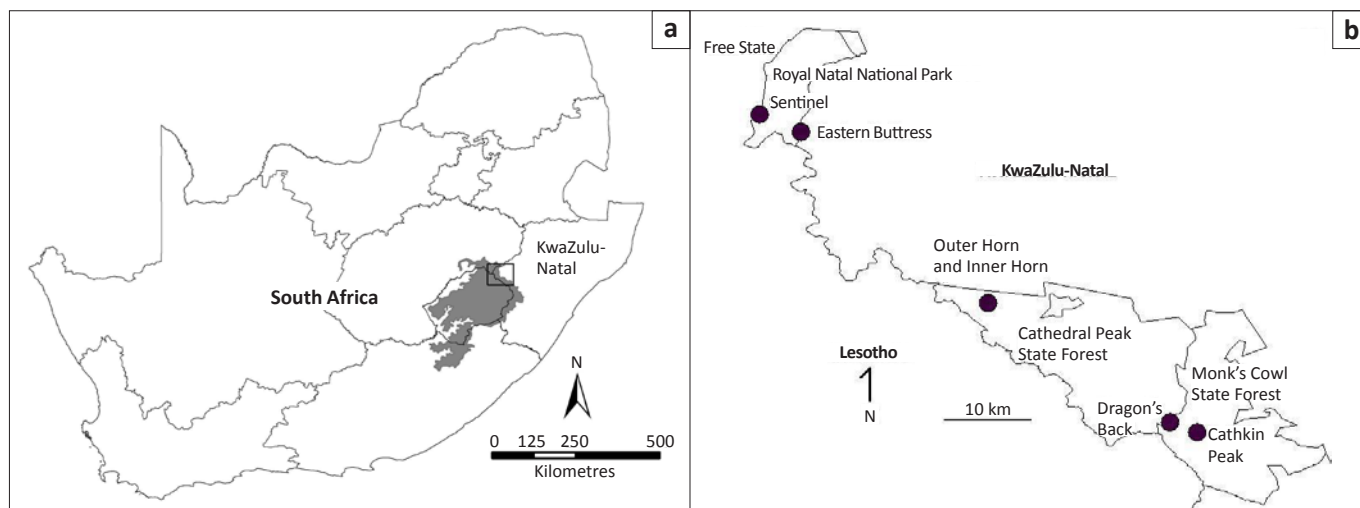 a
KwaZulu-
Natal
South Africa
N
0 125 250 500
Kilometres
b
Free State
Royal Natal National Park
Sentinel
Eastern Buttress
KwaZulu-Natal
Outer Horn
and Inner Horn
Cathedral Peak
State Forest
Lesotho
N
10 km
Monk's Cowl
State Forest
Dragon's
Back
Cathkin
Peak